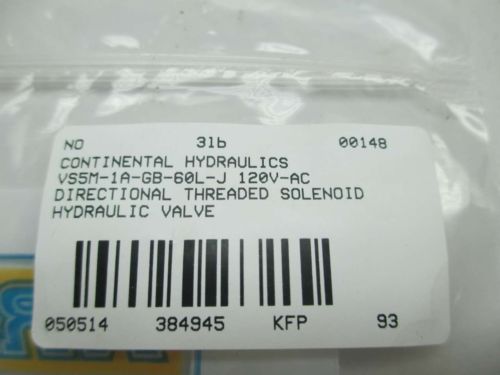 NO 3lb 00148
CONTINENTAL HYDRAULICS
VS5M-1A-GB-60L-J 120V-AC
DIRECTIONAL THREADED SOLENOID
HYDRAULIC VALVE
050514 384945 KFP 93